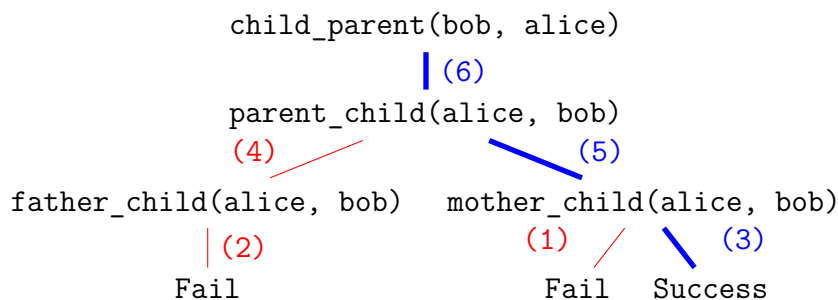 child_parent(bob, alice)
(6)
parent_child(alice, bob)
(4) (5)
father_child(alice, bob) mother_child(alice, bob)
(2) (1) (3)
Fail Fail Success